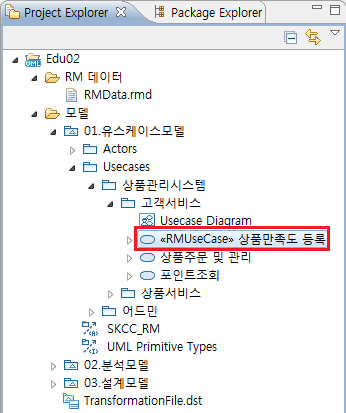 Project Explorer
Package Explorer
Edu02
UML
RM 데이터
RMData.rmd
모델
01.유스케이스모델
Actors
Usecases
상품관리시스템
고객서비스
Usecase Diagram
«RMUseCase» 상품만족도 등록
상품주문 및 관리
포인트조회
상품서비스
어드민
SKCC_RM
UML Primitive Types
02.분석모델
03.설계모델
TransformationFile.dst